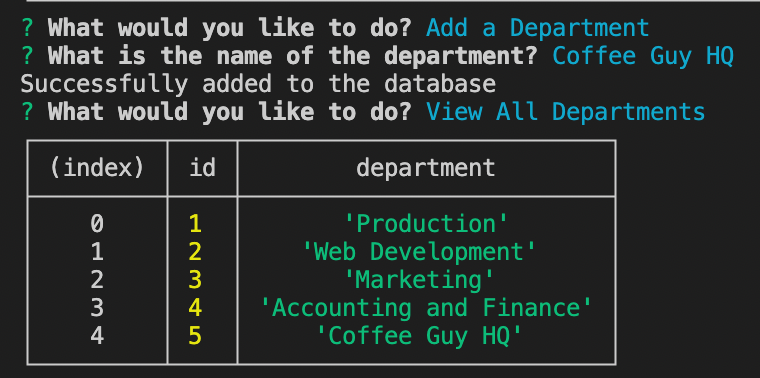 ? What would you like to do? Add a Department
? What is the name of the department? Coffee Guy HQ
Successfully added to the database
? What would you like to do? View All Departments
(index) id department
0 1 'Production'
1 2 'Web Development'
2 3 'Marketing'
3 4 'Accounting and Finance'
4 5 'Coffee Guy HQ'